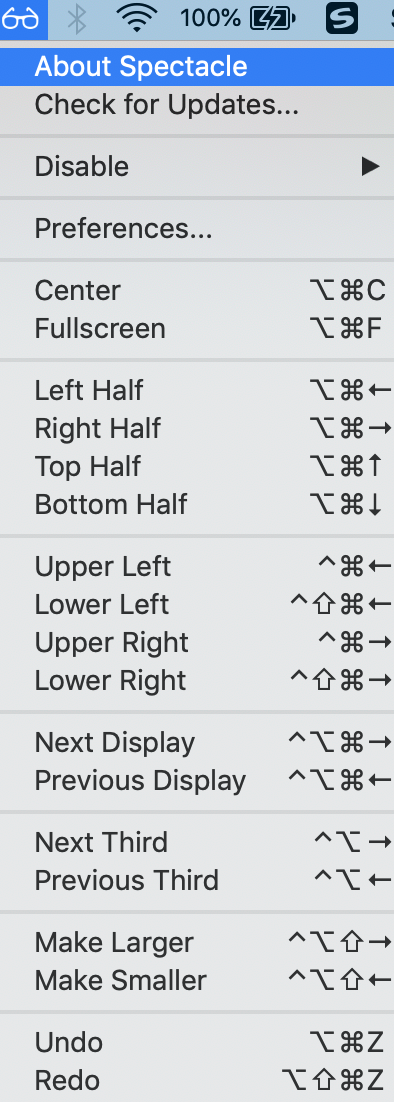 100%
About Spectacle
Check for Updates...
Disable ▶
Preferences...
Center ⌥⌘C
Fullscreen ⌥⌘F
Left Half ⌥⌘←
Right Half ⌥⌘→
Top Half ⌥⌘↑
Bottom Half ⌥⌘↓
Upper Left ^⌘←
Lower Left ^⇧⌘←
Upper Right ^⌘→
Lower Right ^⇧⌘→
Next Display ^⌥⌘→
Previous Display ^⌥⌘←
Next Third ^⌥→
Previous Third ^⌥←
Make Larger ^⌥⇧→
Make Smaller ^⌥⇧←
Undo ⌥⌘Z
Redo ⌥⇧⌘Z